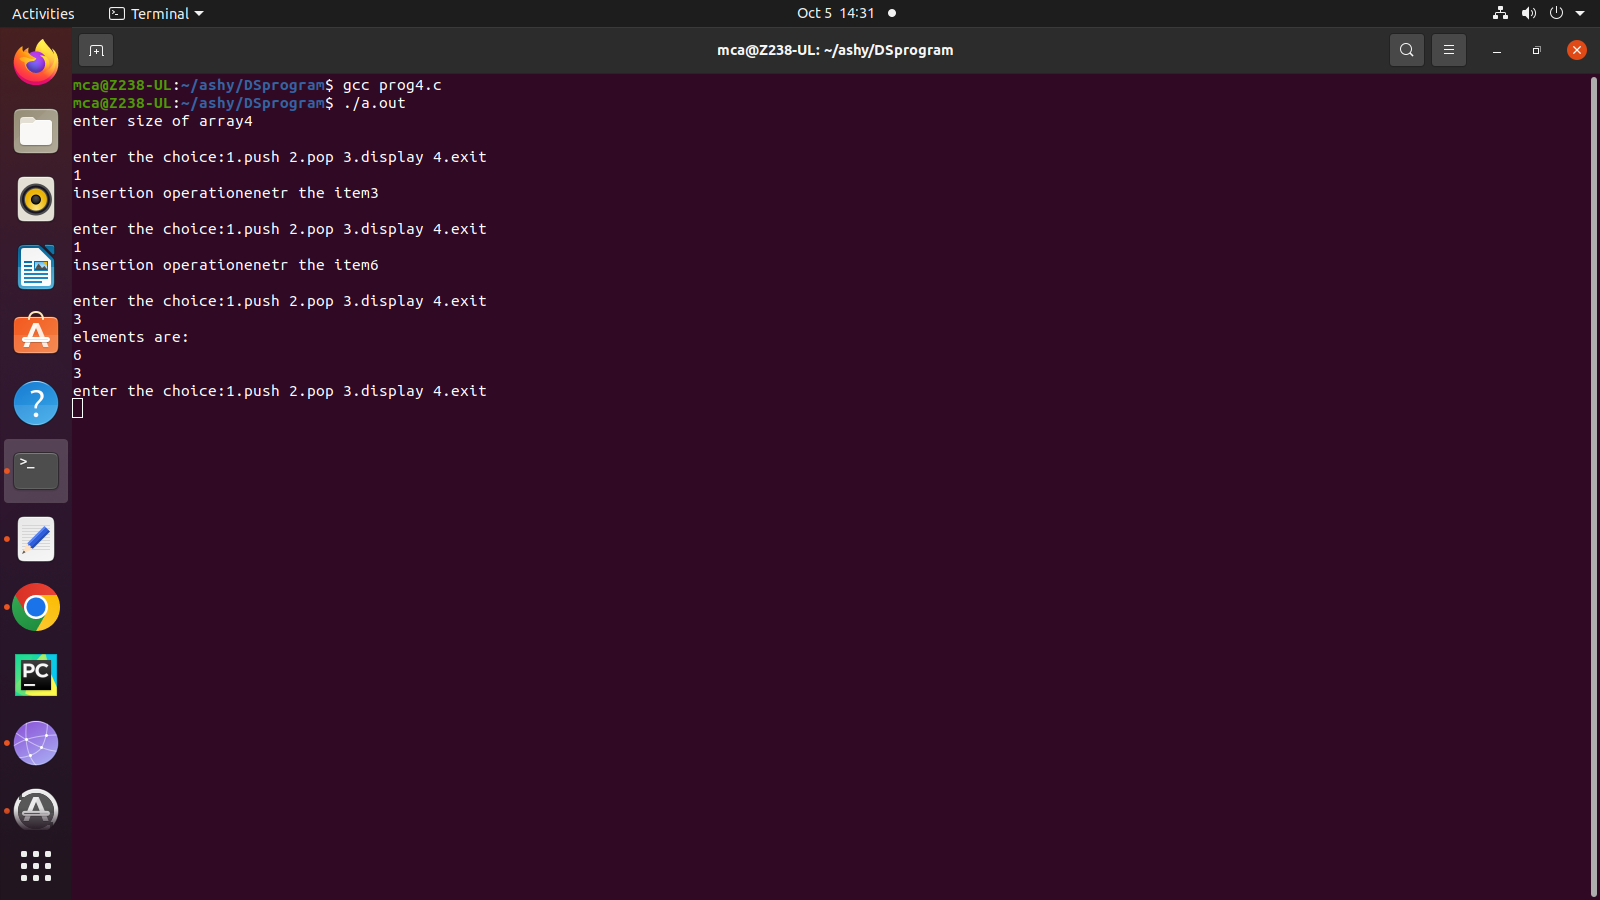 Activities
Terminal
Oct 5 14:31
mca@Z238-UL: ~/ashy/DSprogram
mca@Z238-UL:~/ashy/DSprogram$ gcc prog4.c
mca@Z238-UL:~/ashy/DSprogram$ ./a.out
enter size of array4
enter the choice:1.push 2.pop 3.display 4.exit
1
insertion operationenetr the item3
enter the choice:1.push 2.pop 3.display 4.exit
1
insertion operationenetr the item6
enter the choice:1.push 2.pop 3.display 4.exit
3
elements are:
6
3
enter the choice:1.push 2.pop 3.display 4.exit
>_
PC